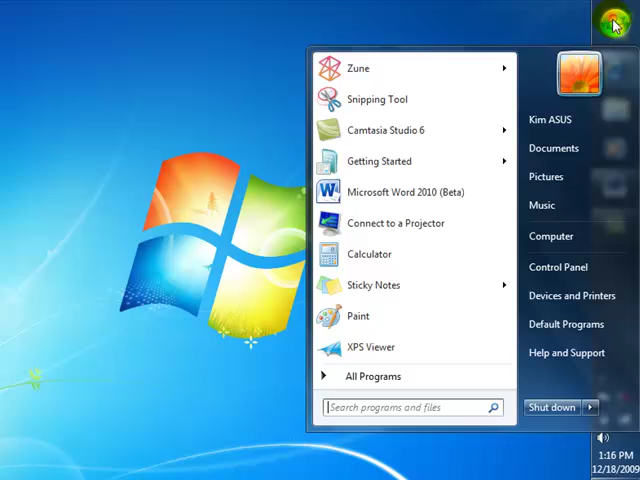 Zune
Snipping Tool
Camtasia Studio 6
Getting Started
Microsoft Word 2010 (Beta)
Connect to a Projector
Calculator
Sticky Notes
Paint
XPS Viewer
All Programs
Search programs and files
Kim ASUS
Documents
Pictures
Music
Computer
Control Panel
Devices and Printers
Default Programs
Help and Support
Shut down
1:16 PM
12/18/2009